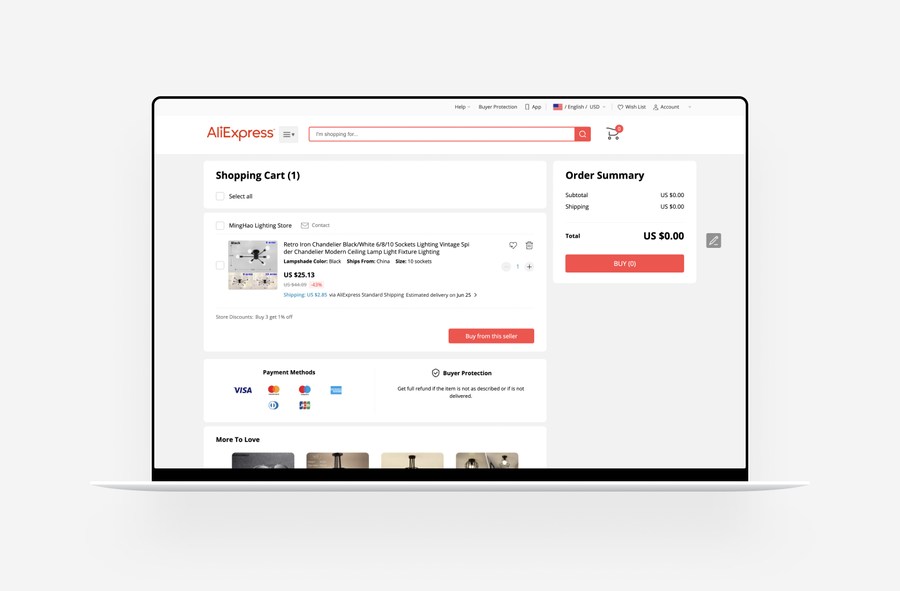 Help
Buyer Protection
App
/ English / USD
Wish List
Account
AliExpress
I'm shopping for...
0
Shopping Cart (1)
Select all
MingHao Lighting Store
Contact
Black
Retro Iron Chandelier Black/White 6/8/10 Sockets Lighting Vintage Spi
der Chandelier Modern Ceiling Lamp Light Fixture Lighting
Lampshade Color: Black Ships From: China Size: 10 sockets
1
US $25.13
-43%
Shipping: US $2.85 via AliExpress Standard Shipping Estimated delivery on Jun 25
Store Discounts: Buy 3 get 1% off
Buy from this seller
Order Summary
Subtotal US $0.00
Shipping US $0.00
Total US $0.00
BUY (0)
Payment Methods
VISA
Buyer Protection
Get full refund if the item is not as described or if is not
delivered.
More To Love